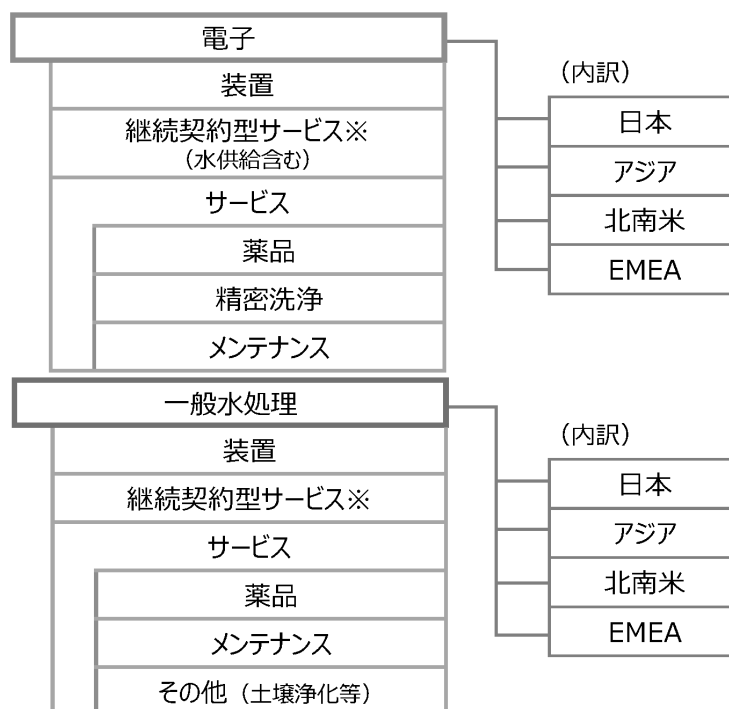 電子
装置
継続契約型サービス※
（水供給含む）
サービス
薬品
精密洗浄
メンテナンス
（内訳）
日本
アジア
北南米
EMEA
一般水処理
装置
継続契約型サービス※
サービス
薬品
メンテナンス
その他（土壌浄化等）
（内訳）
日本
アジア
北南米
EMEA